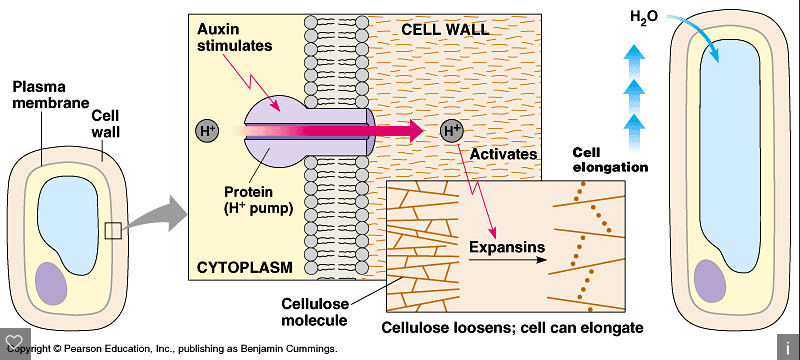 Plasma
membrane
Cell
wall
Auxin
stimulates
H⁺
Protein
(H⁺ pump)
CYTOPLASM
CELL WALL
H⁺
Activates
Expansins
Cellulose
molecule
Cellulose loosens; cell can elongate
H₂O
Cell
elongation
Copyright © Pearson Education, Inc., publishing as Benjamin Cummings.
i